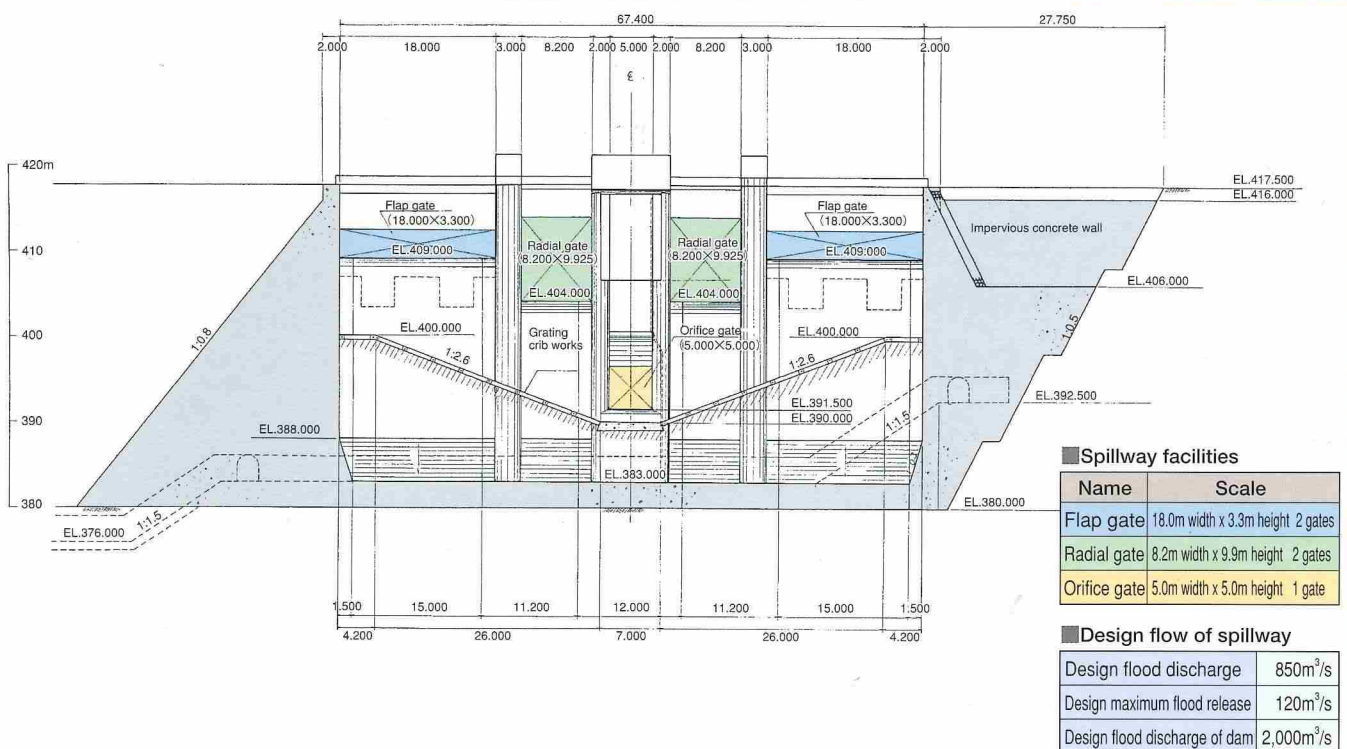 67.400
27.750
2.000
18.000
3.000
8.200
2.000
5.000
2.000
8.200
3.000
18.000
2.000
℄
420m
410
400
390
380
EL.417.500
EL.416.000
Flap gate
(18.000×3.300)
EL.409.000
Radial gate
(8.200×9.925)
EL.404.000
Radial gate
(8.200×9.925)
EL.404.000
Flap gate
(18.000×3.300)
EL.409.000
Impervious concrete wall
EL.406.000
1:0.8
1:0.5
EL.400.000
Grating
crib works
Orifice gate
(5.000×5.000)
EL.400.000
1:2.6
1:2.6
EL.391.500
EL.390.000
EL.392.500
1:1.5
EL.388.000
EL.383.000
EL.380.000
EL.376.000
1:1.5
1.500
15.000
11.200
12.000
11.200
15.000
1.500
4.200
26.000
7.000
26.000
4.200
Spillway facilities
Name Scale
Flap gate 18.0m width x 3.3m height 2 gates
Radial gate 8.2m width x 9.9m height 2 gates
Orifice gate 5.0m width x 5.0m height 1 gate
Design flow of spillway
Design flood discharge 850m³/s
Design maximum flood release 120m³/s
Design flood discharge of dam 2,000m³/s